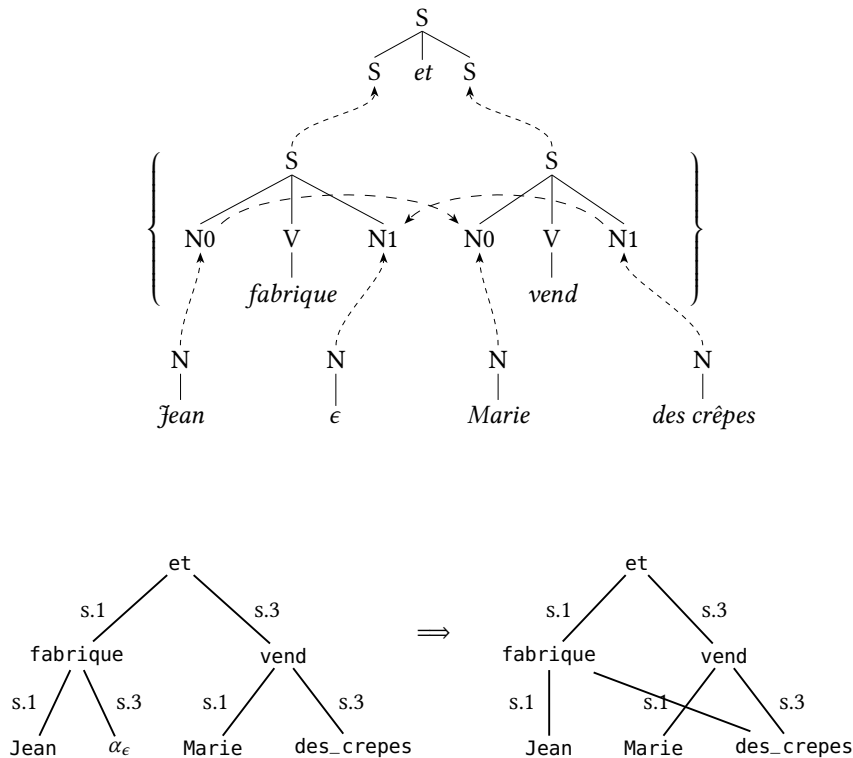 S
S et S
S S
N0 V N1 N0 V N1
fabrique vend
N N N N
Jean ϵ Marie des crêpes
et et
s.1 s.3 ⟹ s.1 s.3
fabrique vend fabrique vend
s.1 s.3 s.1 s.3 s.1 s.1 s.3
Jean αϵ Marie des_crepes Jean Marie des_crepes